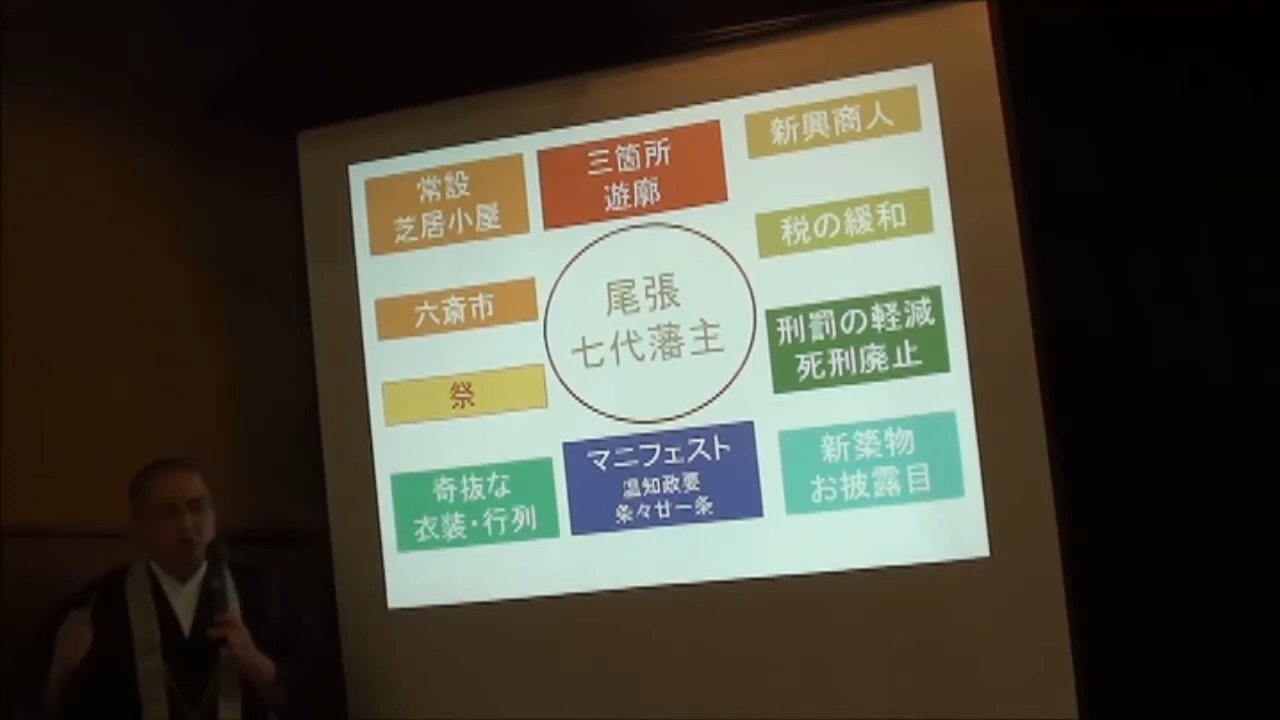 常設
芝居小屋
三箇所
遊廓
新興商人
税の緩和
六斎市
尾張
七代藩主
刑罰の軽減
死刑廃止
祭
奇抜な
衣装・行列
マニフェスト
温知政要
条々廿一条
新築物
お披露目